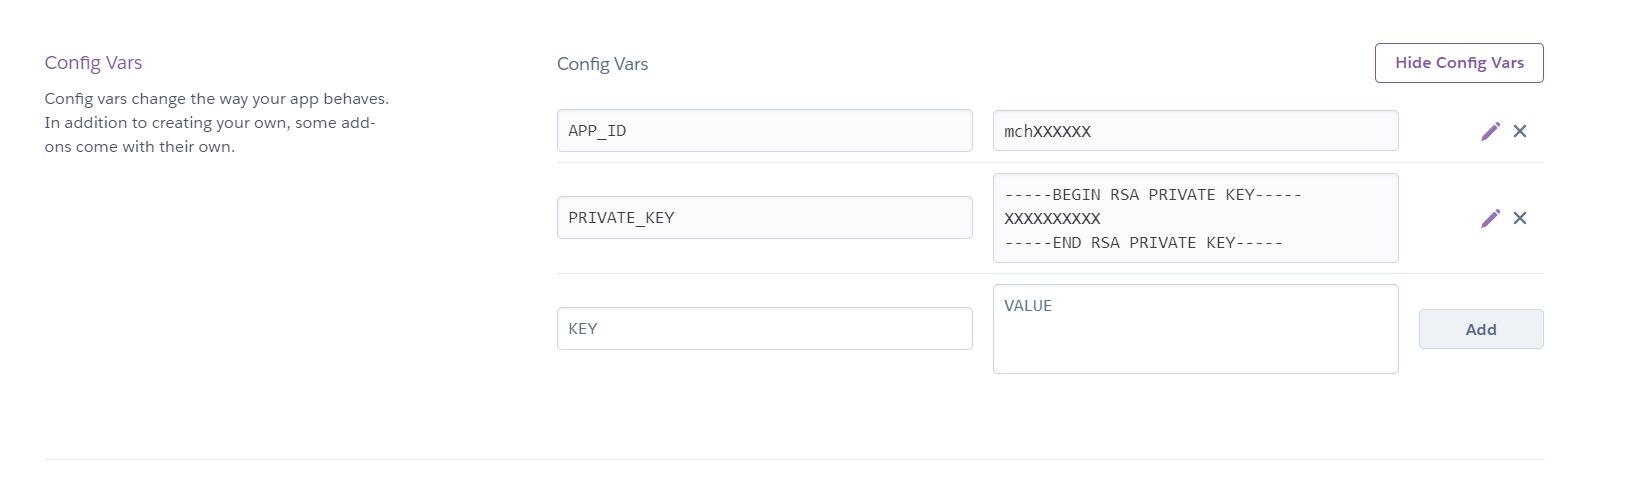 Config Vars
Config vars change the way your app behaves.
In addition to creating your own, some add-
ons come with their own.
Config Vars
Hide Config Vars
APP_ID
mchXXXXXX
PRIVATE_KEY
-----BEGIN RSA PRIVATE KEY-----
XXXXXXXXXX
-----END RSA PRIVATE KEY-----
KEY
VALUE
Add